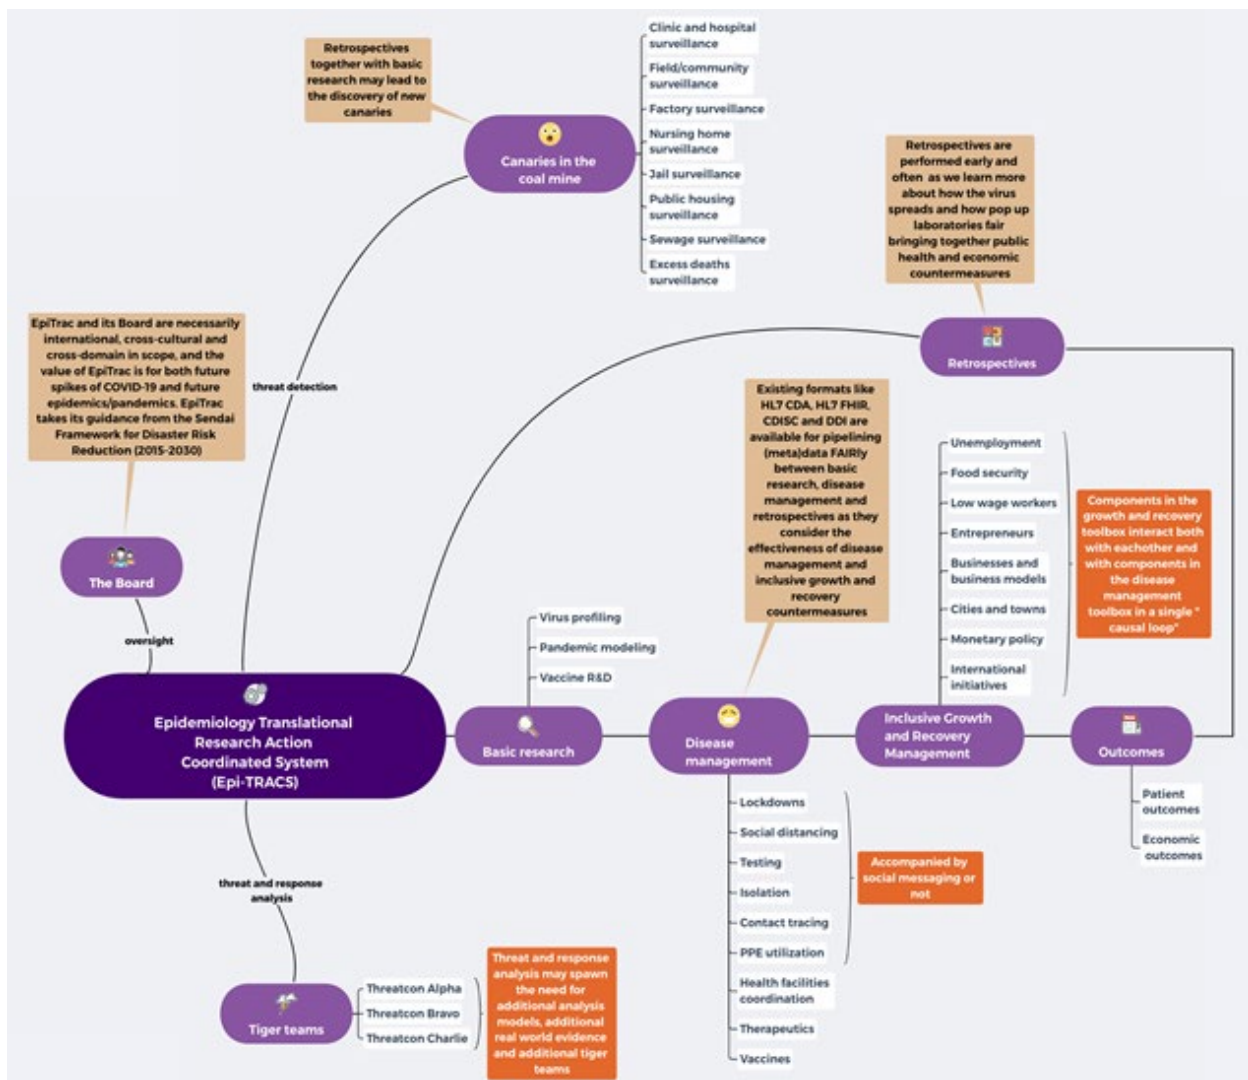 Retrospectives
together with basic
research may lead to
the discovery of new
canaries
Canaries in the
coal mine
Clinic and hospital
surveillance
Field/community
surveillance
Factory surveillance
Nursing home
surveillance
Jail surveillance
Public housing
surveillance
Sewage surveillance
Excess deaths
surveillance
Retrospectives are
performed early and
often as we learn more
about how the virus
spreads and how pop up
laboratories fair
bringing together public
health and economic
countermeasures
Retrospectives
EpiTrac and its Board are necessarily
international, cross-cultural and
cross-domain in scope, and the
value of EpiTrac is for both future
spikes of COVID-19 and future
epidemics/pandemics. EpiTrac
takes its guidance from the Sendai
Framework for Disaster Risk
Reduction (2015-2030)
The Board
oversight
threat detection
Existing formats like
HL7 CDA, HL7 FHIR,
CDISC and DDI are
available for pipelining
(meta)data FAIRly
between basic
research, disease
management and
retrospectives as they
consider the
effectiveness of disease
management and
inclusive growth and
recovery
countermeasures
Unemployment
Food security
Low wage workers
Entrepreneurs
Businesses and
business models
Cities and towns
Monetary policy
International
initiatives
Components in the
growth and recovery
toolbox interact both
with eachother and
with components in
the disease
management
toolbox in a single "
causal loop"
Virus profiling
Pandemic modeling
Vaccine R&D
Epidemiology Translational
Research Action
Coordinated System
(Epi-TRACS)
Basic research
Disease
management
Inclusive Growth
and Recovery
Management
Outcomes
Patient
outcomes
Economic
outcomes
Lockdowns
Social distancing
Testing
Isolation
Contact tracing
PPE utilization
Health facilities
coordination
Therapeutics
Vaccines
Accompanied by
social messaging or
not
threat and response
analysis
Tiger teams
Threatcon Alpha
Threatcon Bravo
Threatcon Charlie
Threat and response
analysis may spawn
the need for
additional analysis
models, additional
real world evidence
and additional tiger
teams